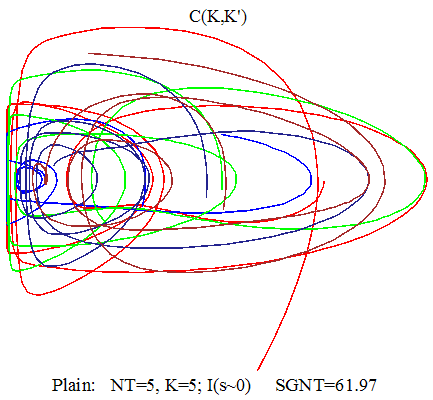 C(K,K')
Plain: NT=5, K=5; I(s~0) SGNT=61.97